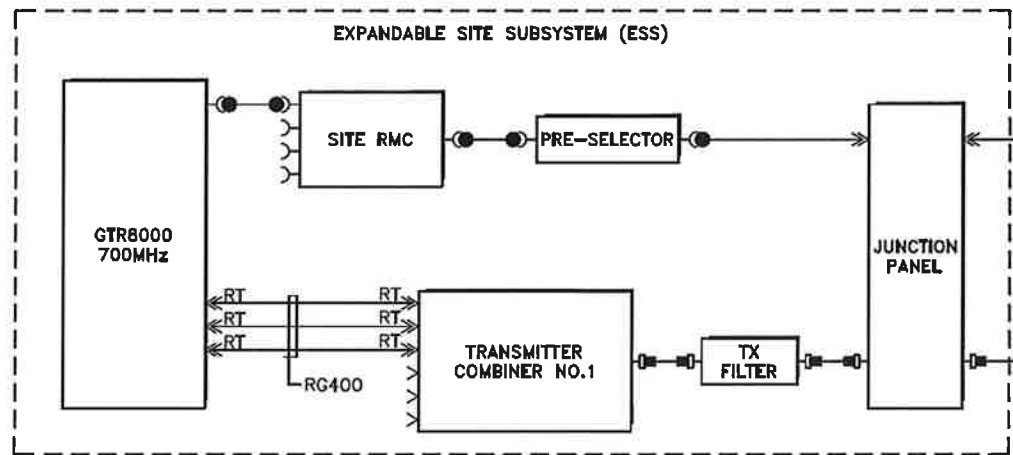 EXPANDABLE SITE SUBSYSTEM (ESS)
SITE RMC
PRE-SELECTOR
GTR8000
700MHz
JUNCTION
PANEL
RT
RT
RT
RT
RT
RT
RG400
TRANSMITTER
COMBINER NO.1
TX
FILTER